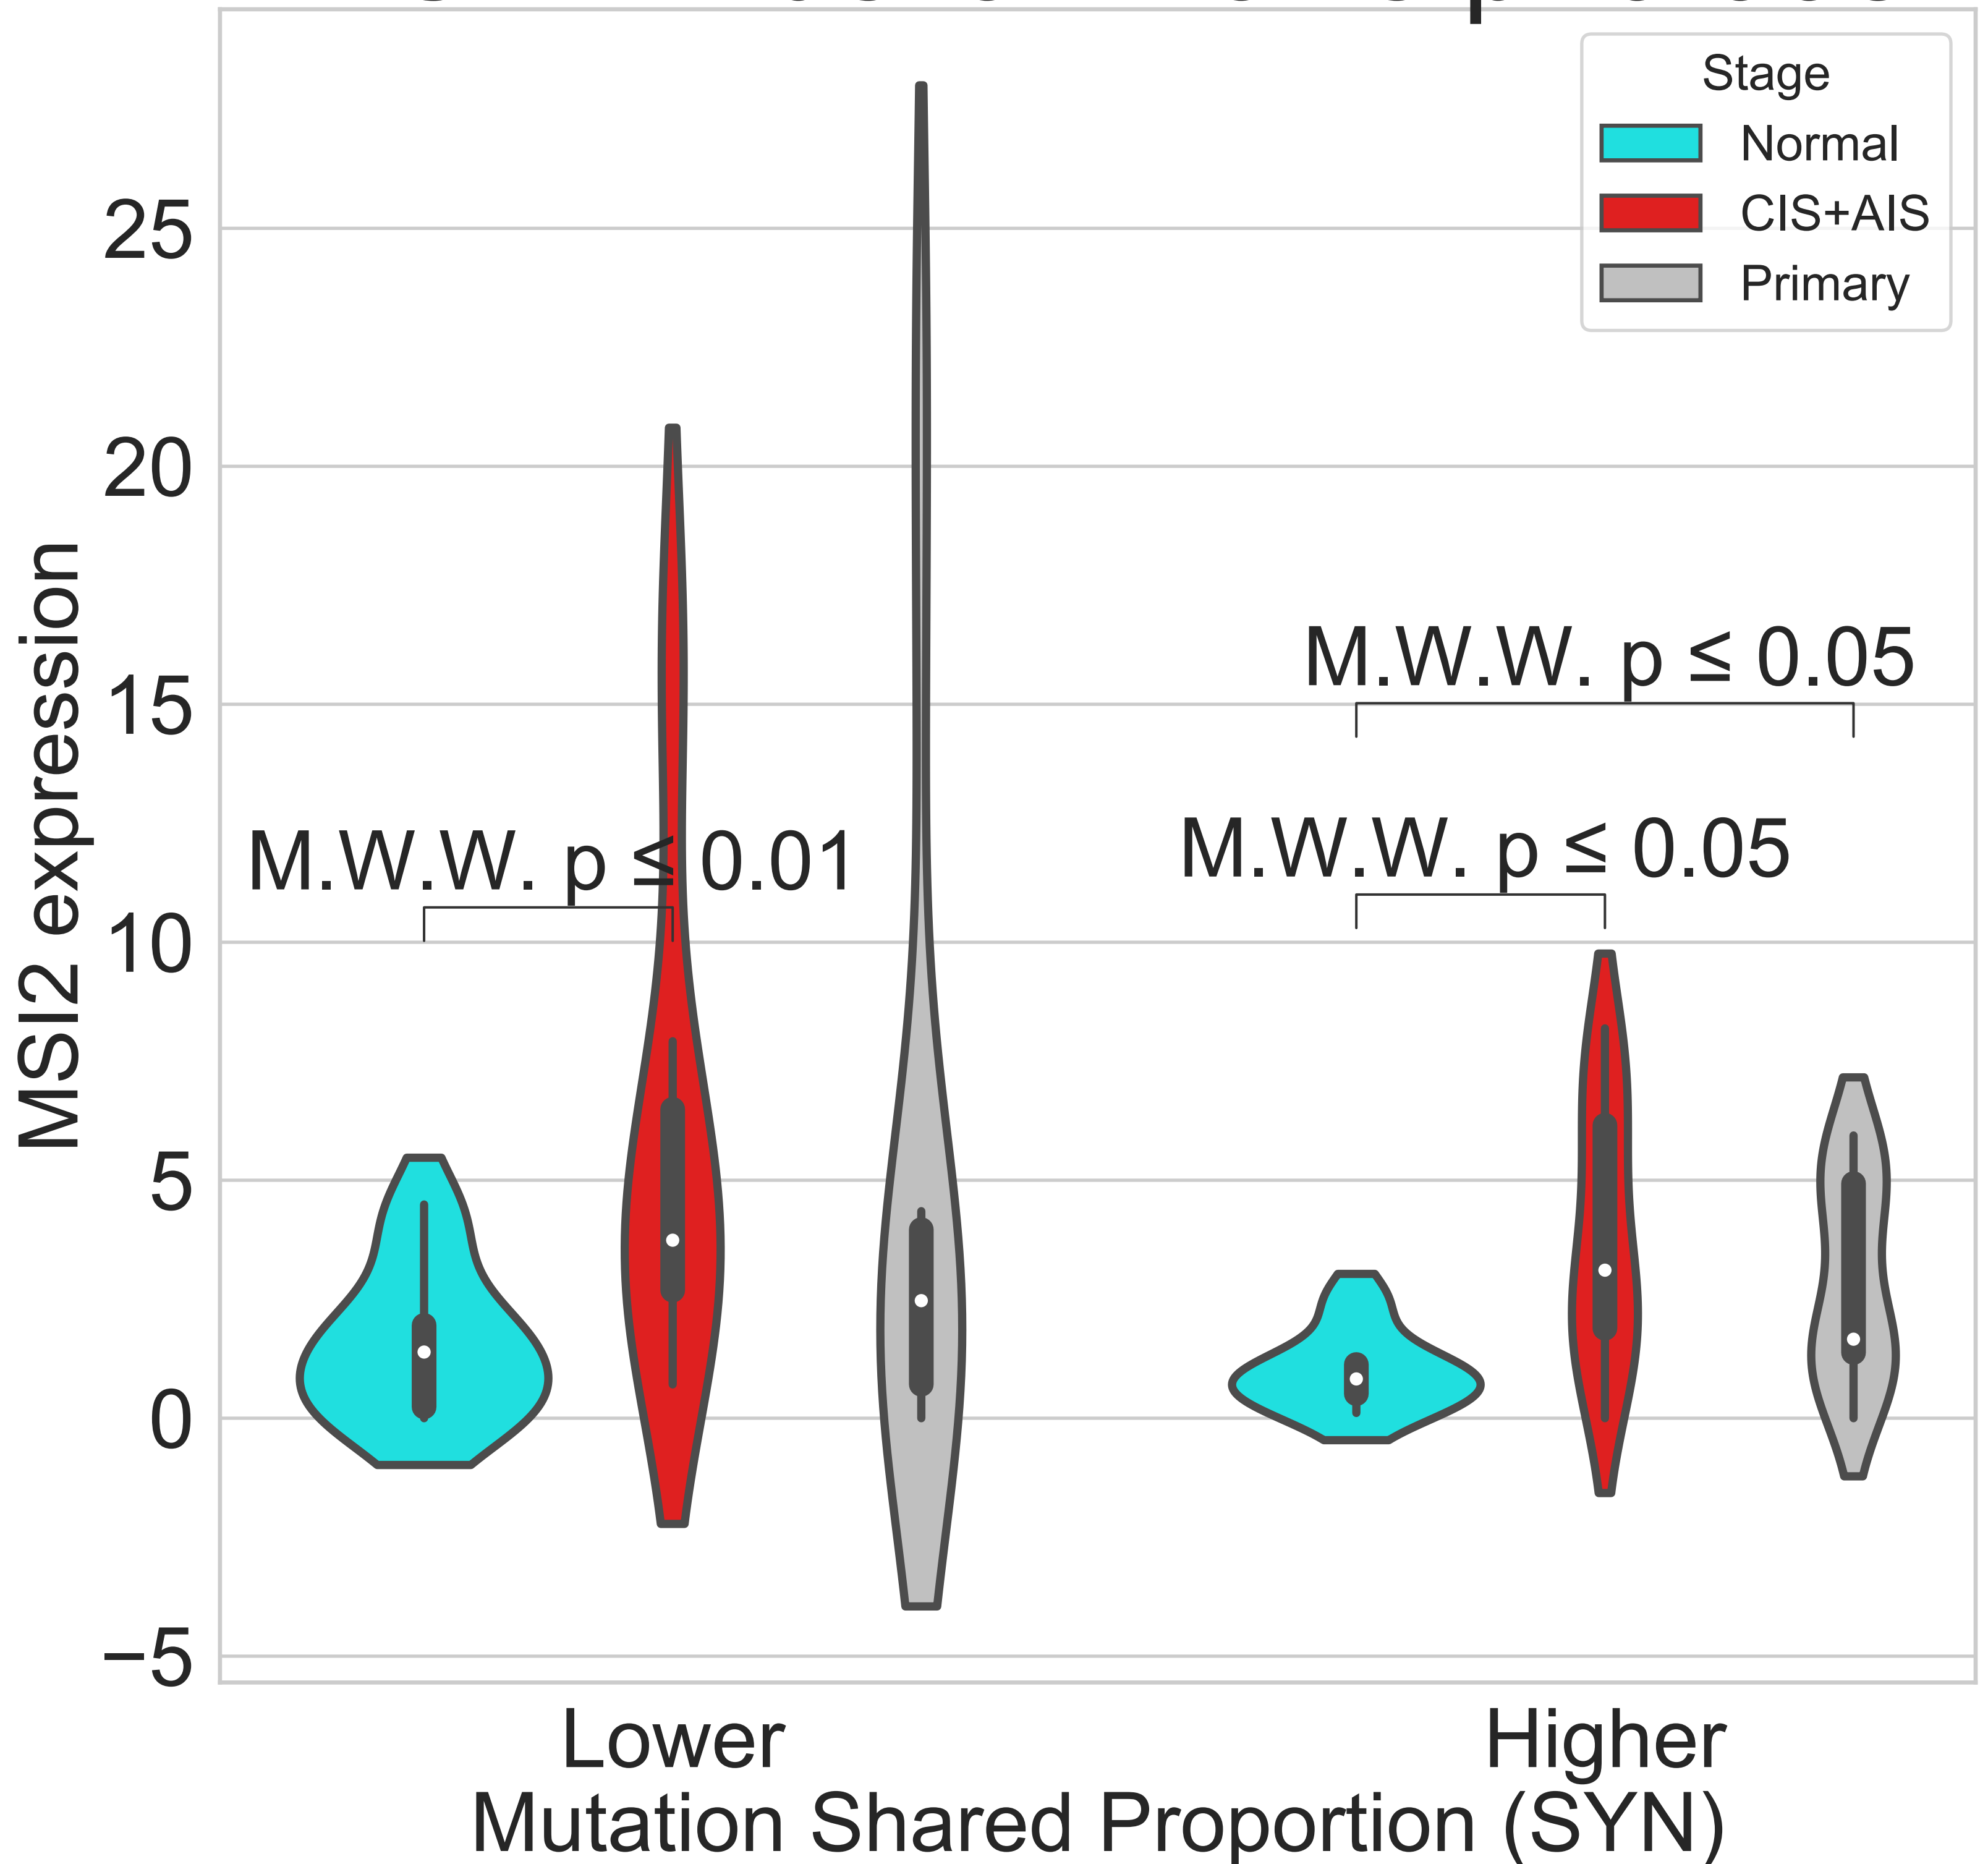 Stage
Normal
CIS+AIS
Primary
25
20
15
10
5
0
−5
MSI2 expression
M.W.W. p ≤ 0.05
M.W.W. p ≤ 0.01
M.W.W. p ≤ 0.05
Lower
Higher
Mutation Shared Proportion (SYN)